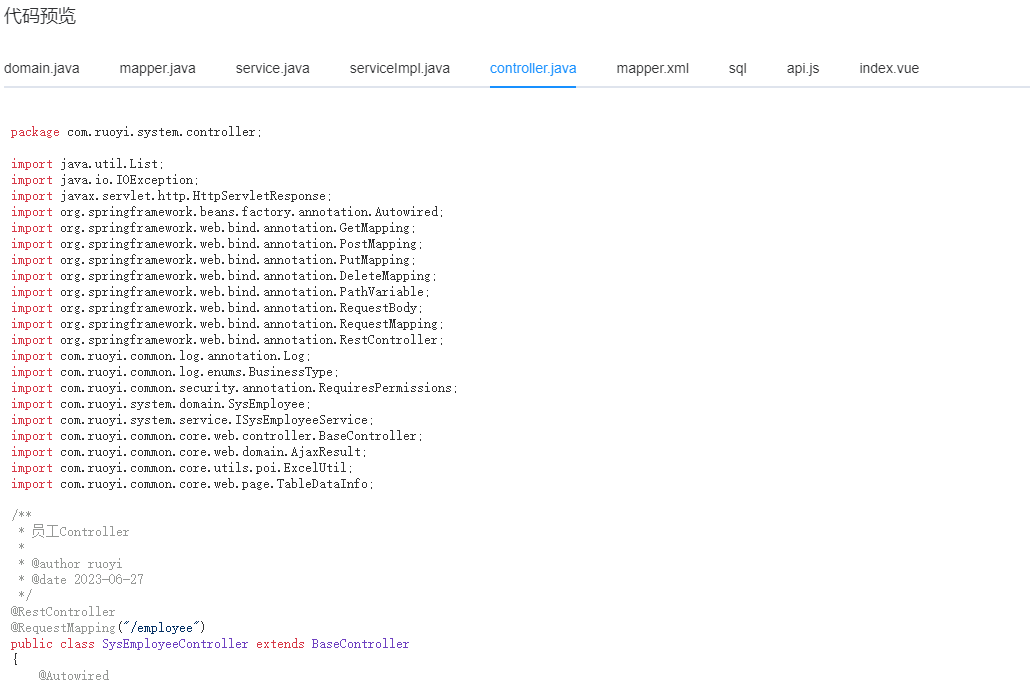 代码预览
domain.java mapper.java service.java serviceImpl.java controller.java mapper.xml sql api.js index.vue
package com.ruoyi.system.controller;
import java.util.List;
import java.io.IOException;
import javax.servlet.http.HttpServletResponse;
import org.springframework.beans.factory.annotation.Autowired;
import org.springframework.web.bind.annotation.GetMapping;
import org.springframework.web.bind.annotation.PostMapping;
import org.springframework.web.bind.annotation.PutMapping;
import org.springframework.web.bind.annotation.DeleteMapping;
import org.springframework.web.bind.annotation.PathVariable;
import org.springframework.web.bind.annotation.RequestBody;
import org.springframework.web.bind.annotation.RequestMapping;
import org.springframework.web.bind.annotation.RestController;
import com.ruoyi.common.log.annotation.Log;
import com.ruoyi.common.log.enums.BusinessType;
import com.ruoyi.common.security.annotation.RequiresPermissions;
import com.ruoyi.system.domain.SysEmployee;
import com.ruoyi.system.service.ISysEmployeeService;
import com.ruoyi.common.core.web.controller.BaseController;
import com.ruoyi.common.core.web.domain.AjaxResult;
import com.ruoyi.common.core.utils.poi.ExcelUtil;
import com.ruoyi.common.core.web.page.TableDataInfo;
/**
 * 员工Controller
 *
 * @author ruoyi
 * @date 2023-06-27
 */
@RestController
@RequestMapping("/employee")
public class SysEmployeeController extends BaseController
{
    @Autowired